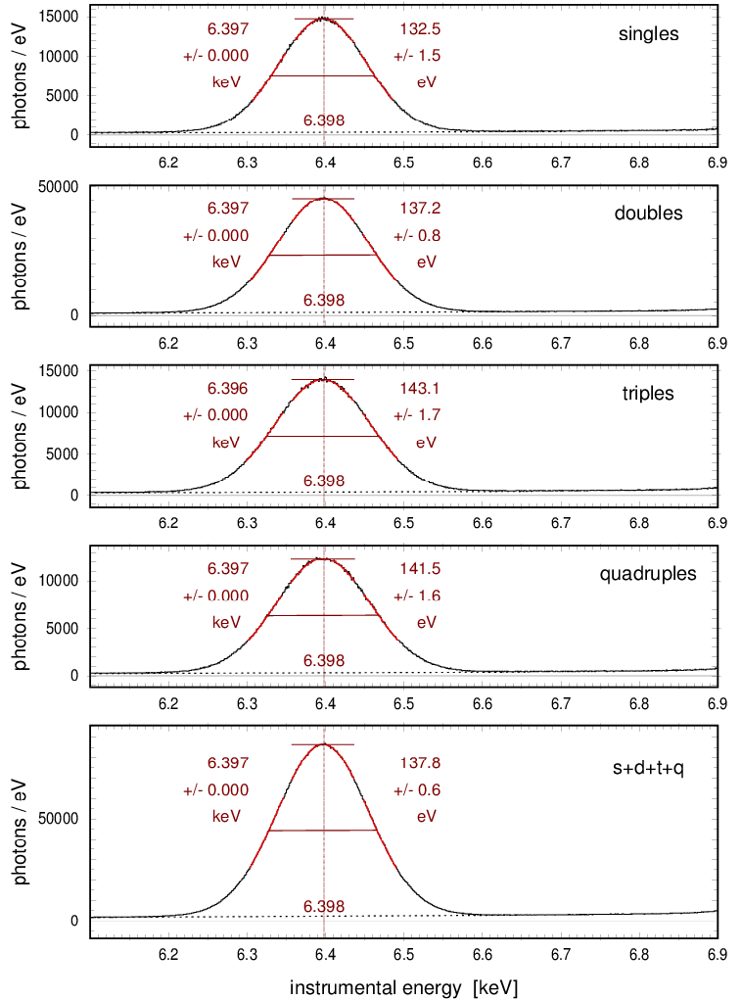 photons / eV
15000
10000
5000
0
6.397
+/- 0.000
keV
132.5
+/- 1.5
eV
singles
6.398
6.2 6.3 6.4 6.5 6.6 6.7 6.8 6.9
photons / eV
50000
0
6.397
+/- 0.000
keV
137.2
+/- 0.8
eV
doubles
6.398
6.2 6.3 6.4 6.5 6.6 6.7 6.8 6.9
photons / eV
15000
10000
5000
0
6.396
+/- 0.000
keV
143.1
+/- 1.7
eV
triples
6.398
6.2 6.3 6.4 6.5 6.6 6.7 6.8 6.9
photons / eV
10000
5000
0
6.397
+/- 0.000
keV
141.5
+/- 1.6
eV
quadruples
6.398
6.2 6.3 6.4 6.5 6.6 6.7 6.8 6.9
photons / eV
50000
0
6.397
+/- 0.000
keV
137.8
+/- 0.6
eV
s+d+t+q
6.398
6.2 6.3 6.4 6.5 6.6 6.7 6.8 6.9
instrumental energy [keV]